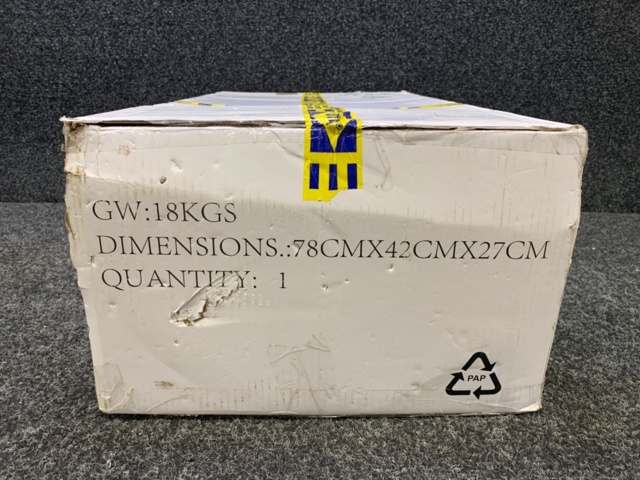 GW:18KGS
DIMENSIONS.:78CMX42CMX27CM
QUANTITY: 1
PAP